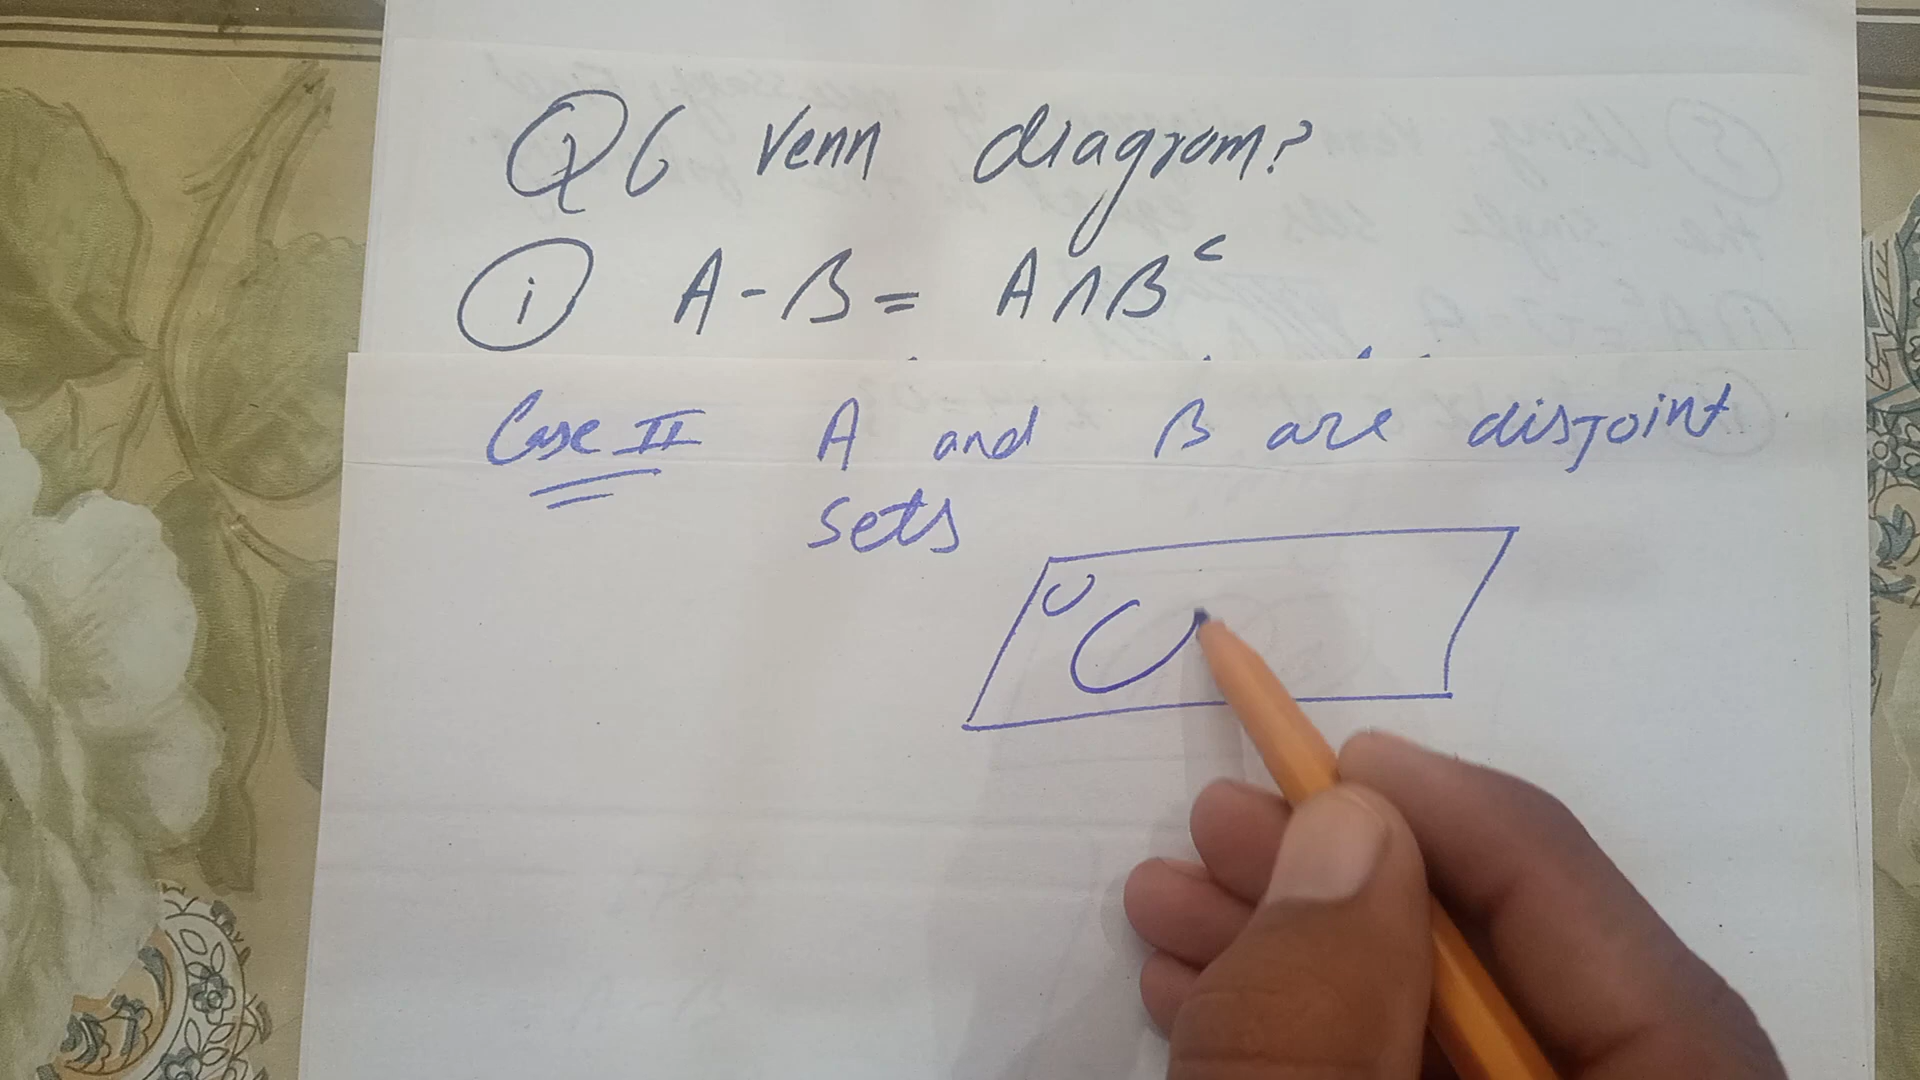 Q6 Venn diagram?
(i) A - B = A ∩ B^c
Case II A and B are disjoint
sets
U